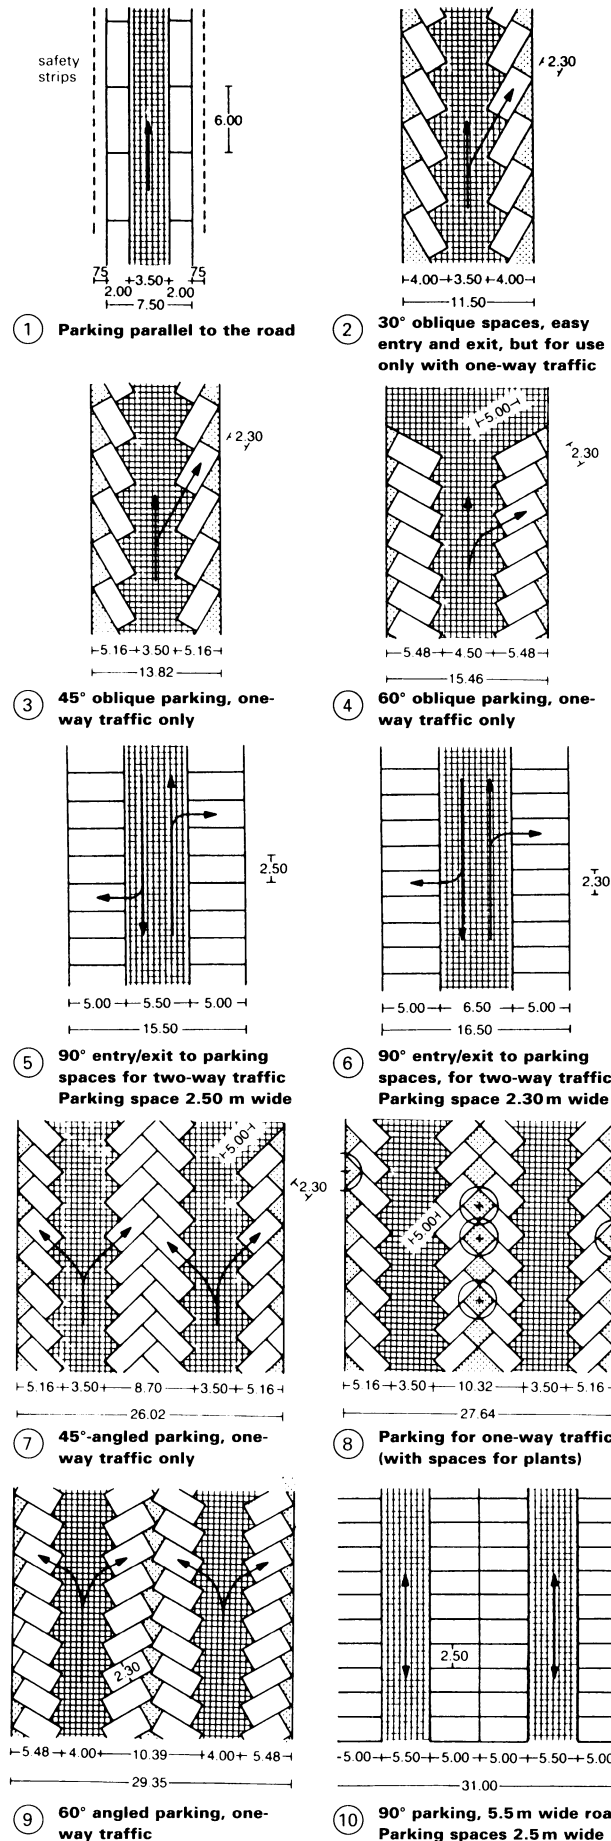 safety
strips
6.00
75 3.50 75
2.00 2.00
7.50
1 Parking parallel to the road
2.30
4.00 3.50 4.00
11.50
2 30° oblique spaces, easy
entry and exit, but for use
only with one-way traffic
2.30
5.16 3.50 5.16
13.82
3 45° oblique parking, one-
way traffic only
5.00
2.30
5.48 4.50 5.48
15.46
4 60° oblique parking, one-
way traffic only
2.50
5.00 5.50 5.00
15.50
5 90° entry/exit to parking
spaces for two-way traffic
Parking space 2.50 m wide
2.30
5.00 6.50 5.00
16.50
6 90° entry/exit to parking
spaces, for two-way traffic
Parking space 2.30 m wide
5.00
2.30
5.16 3.50 8.70 3.50 5.16
26.02
7 45°-angled parking, one-
way traffic only
5.00
5.16 3.50 10.32 3.50 5.16
27.64
8 Parking for one-way traffic
(with spaces for plants)
2.30
5.48 4.00 10.39 4.00 5.48
29.35
9 60° angled parking, one-
way traffic
2.50
5.00 5.50 5.00 5.00 5.50 5.00
31.00
10 90° parking, 5.5 m wide roa
Parking spaces 2.5 m wide